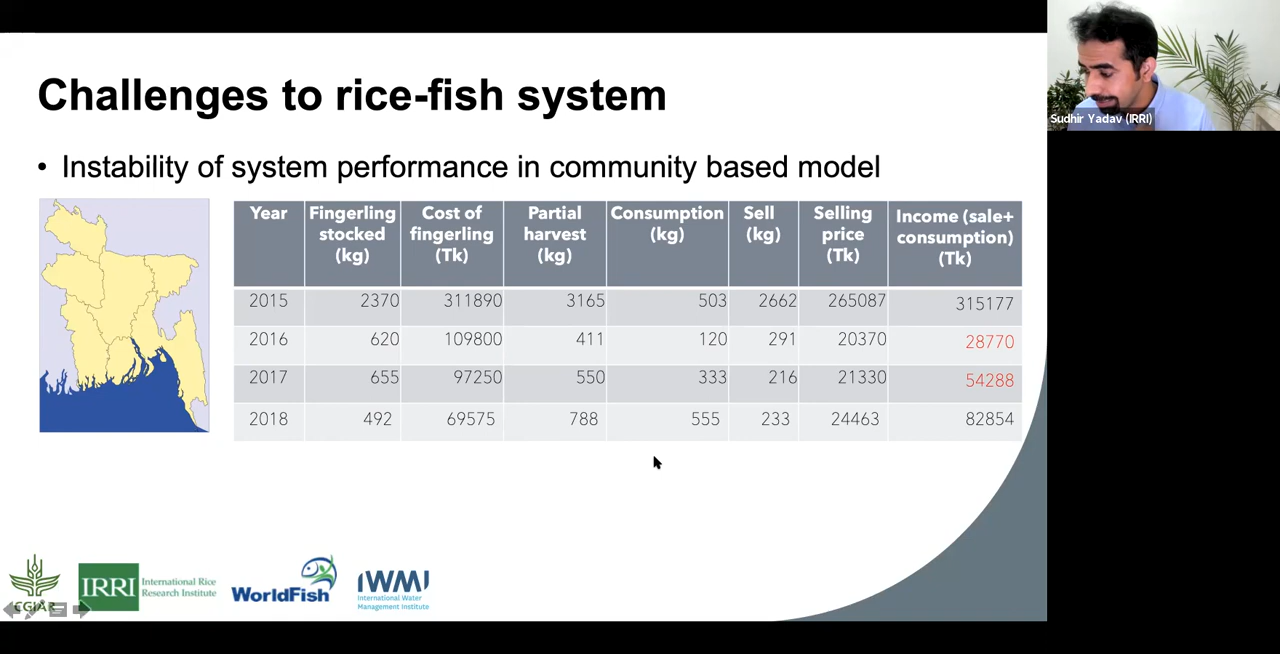 Challenges to rice-fish system
Sudhir Yadav (IRRI)
• Instability of system performance in community based model
Year Fingerling stocked (kg) Cost of fingerling (Tk) Partial harvest (kg) Consumption (kg) Sell (kg) Selling price (Tk) Income (sale+ consumption) (Tk)
2015 2370 311890 3165 503 2662 265087 315177
2016 620 109800 411 120 291 20370 28770
2017 655 97250 550 333 216 21330 54288
2018 492 69575 788 555 233 24463 82854
CGIAR
IRRI International Rice
Research Institute
WorldFish
IWMI
International Water
Management Institute